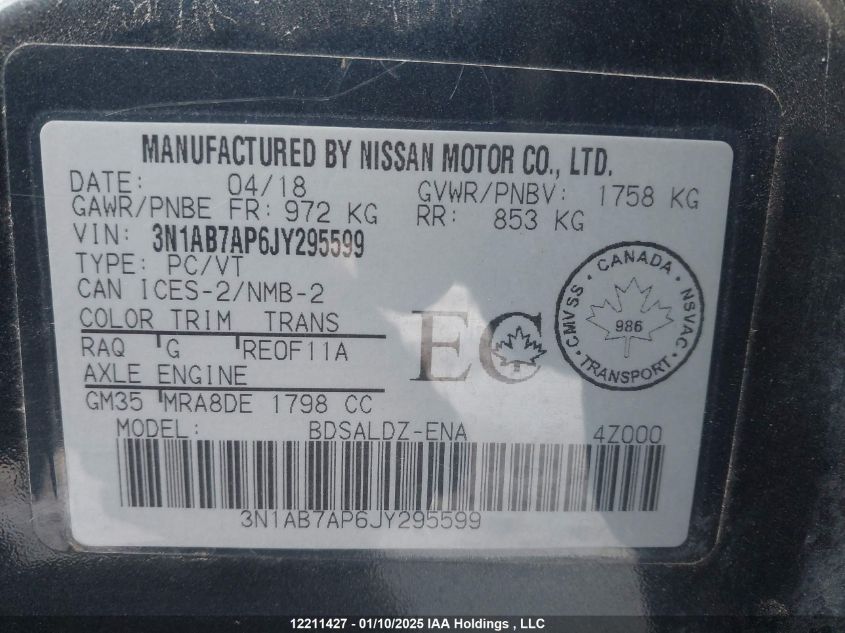 MANUFACTURED BY NISSAN MOTOR CO., LTD.
DATE: 04/18 GVWR/PNBV: 1758 KG
GAWR/PNBE FR: 972 KG RR: 853 KG
VIN: 3N1AB7AP6JY295599
TYPE: PC/VT
CAN ICES-2/NMB-2
COLOR TRIM TRANS
RAQ G RE0F11A
AXLE ENGINE
GM35 MRA8DE 1798 CC
EC
CANADA
CMVSS 986 NSVAC
TRANSPORT
MODEL: BDSALDZ-ENA 4Z000
3N1AB7AP6JY295599
12211427 - 01/10/2025 IAA Holdings , LLC